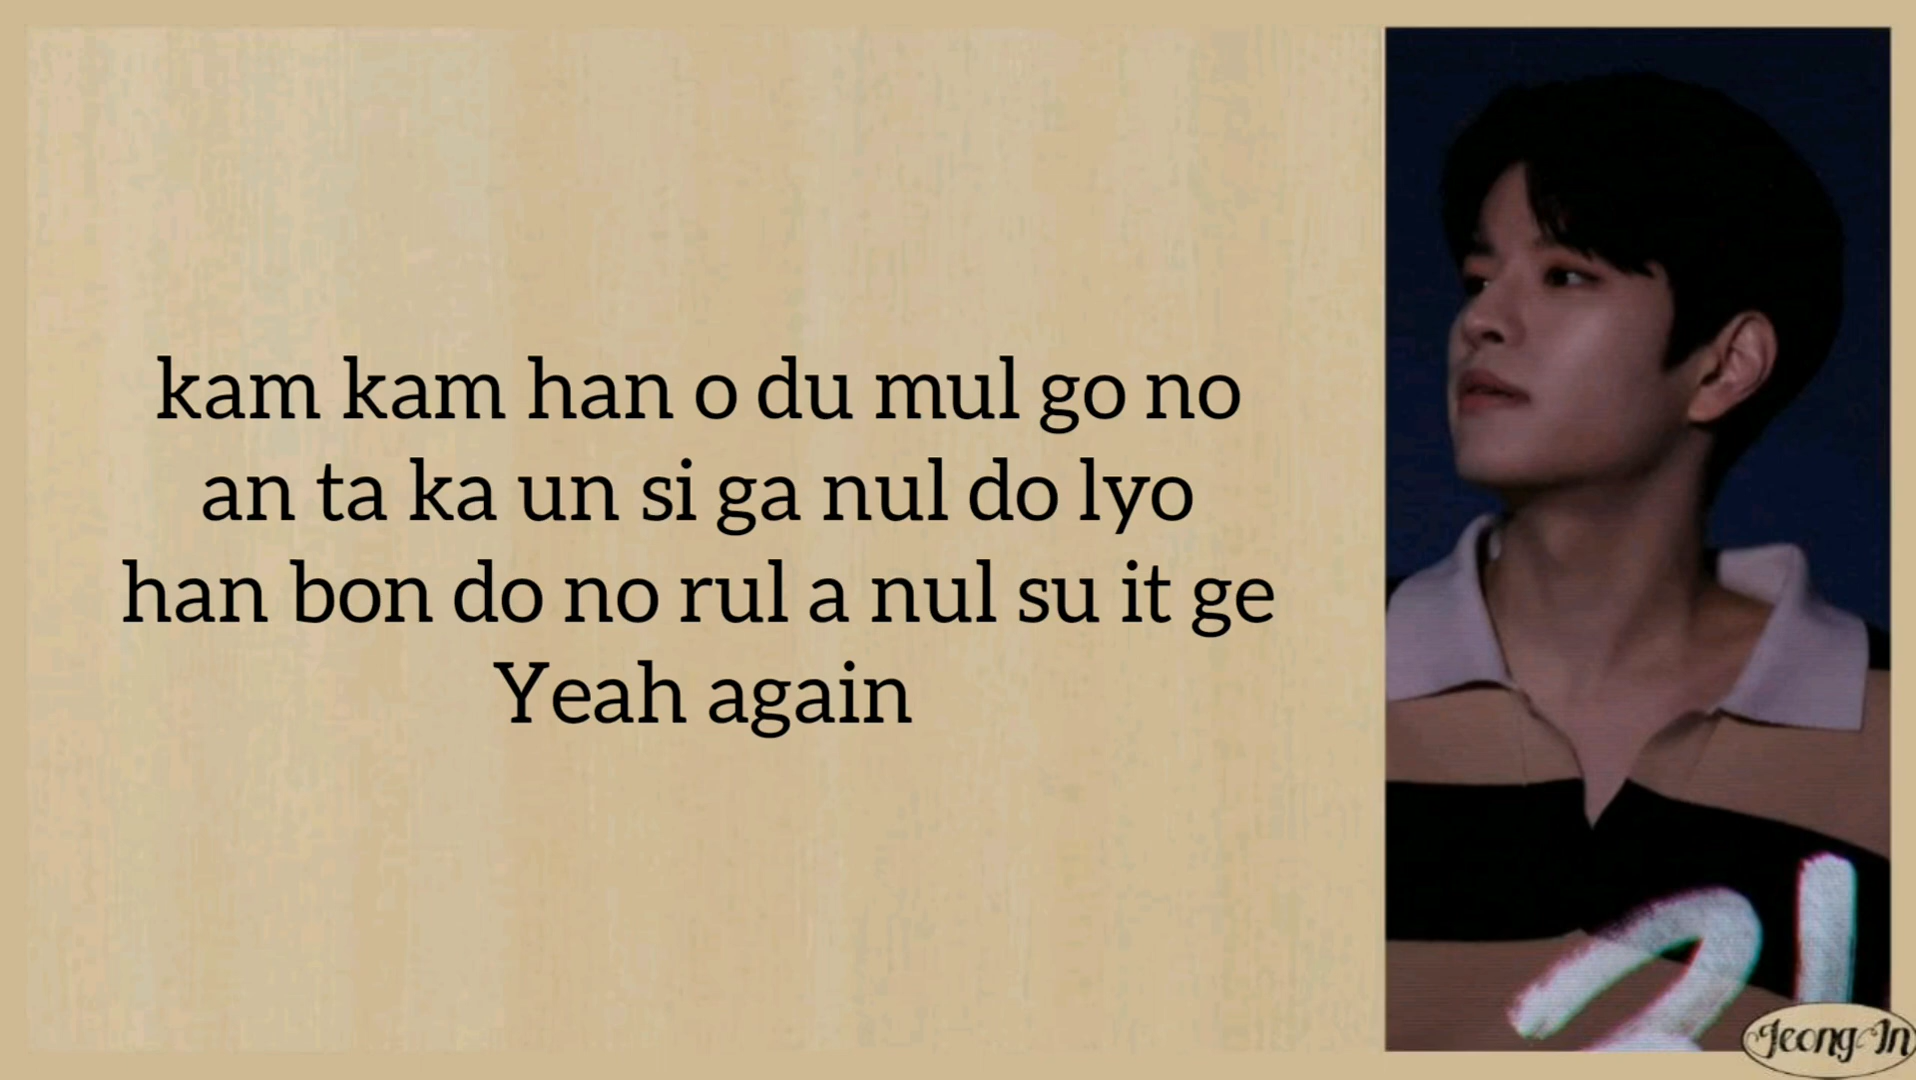 kam kam han o du mul go no
an ta ka un si ga nul do lyo
han bon do no rul a nul su it ge
Yeah again
Jeong In